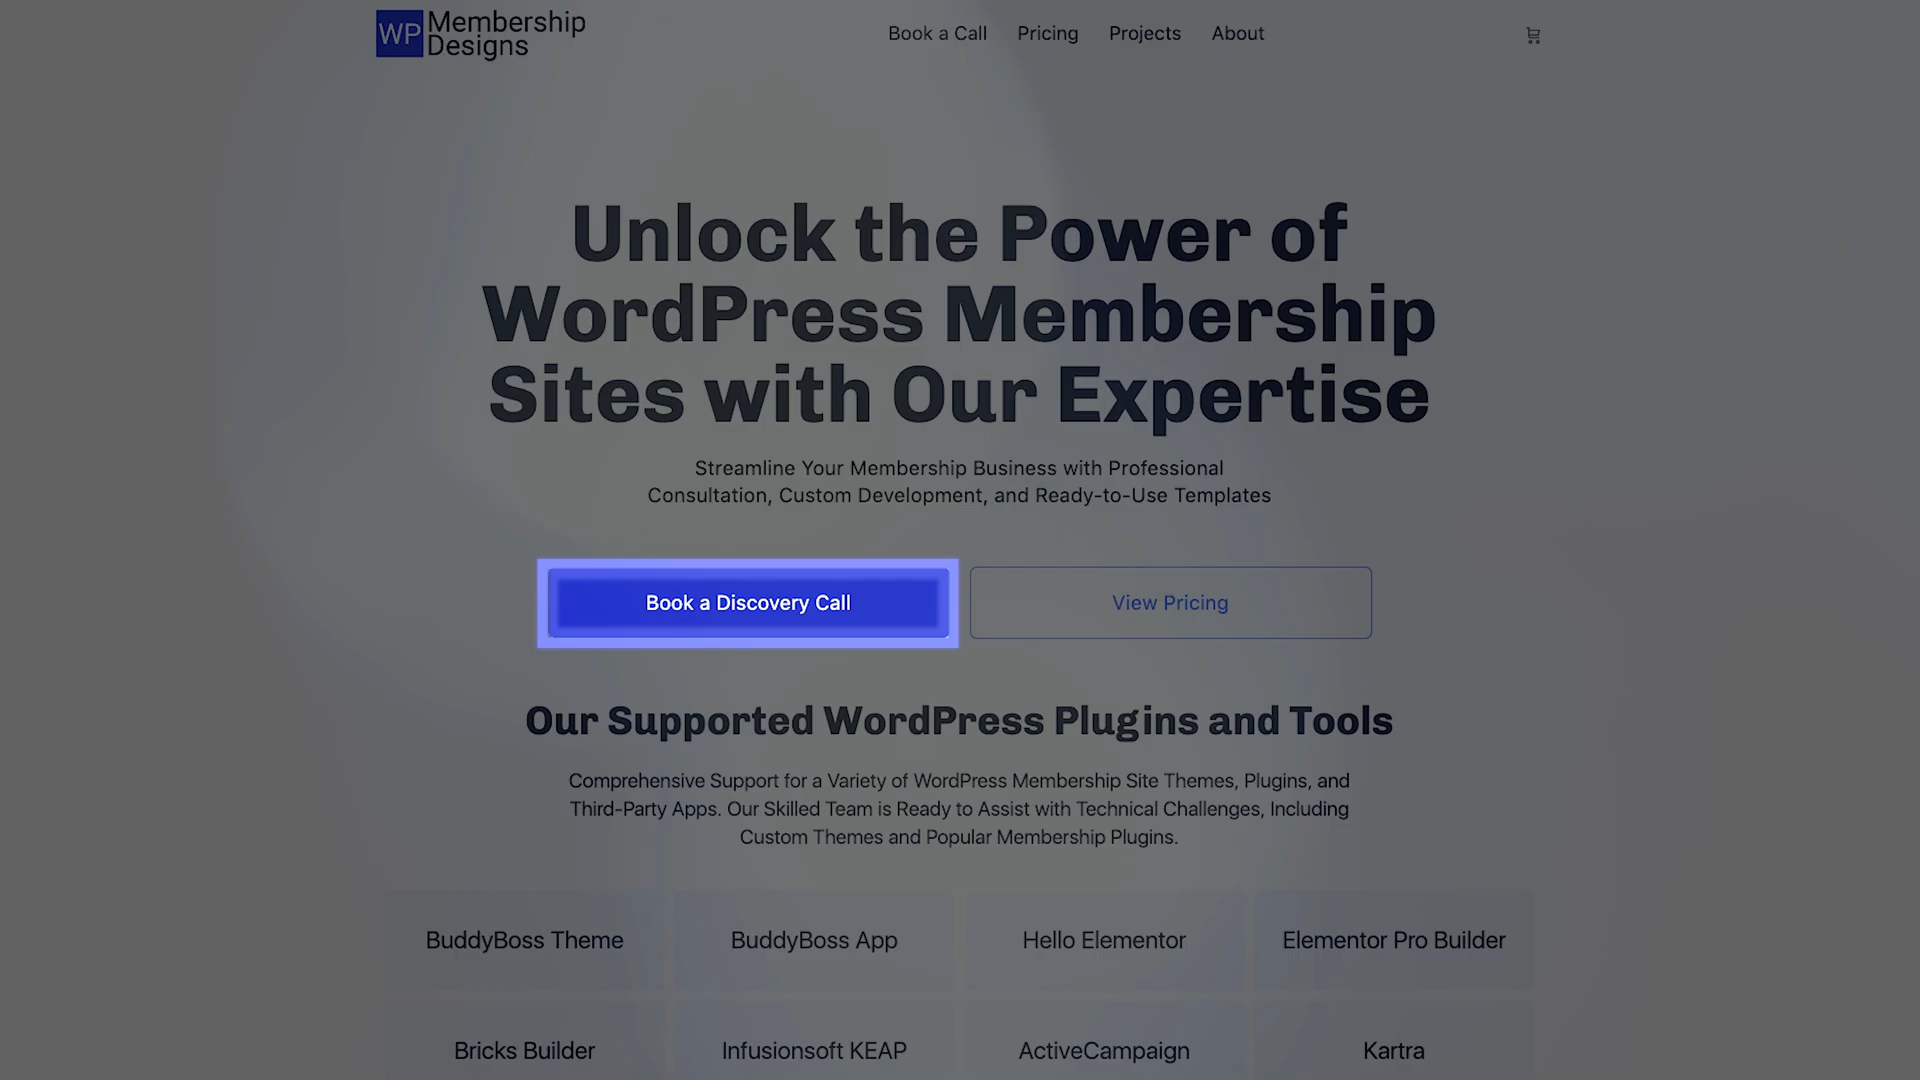 WP Membership Designs
Book a Call
Pricing
Projects
About
Unlock the Power of
WordPress Membership
Sites with Our Expertise
Streamline Your Membership Business with Professional
Consultation, Custom Development, and Ready-to-Use Templates
Book a Discovery Call
View Pricing
Our Supported WordPress Plugins and Tools
Comprehensive Support for a Variety of WordPress Membership Site Themes, Plugins, and
Third-Party Apps. Our Skilled Team is Ready to Assist with Technical Challenges, Including
Custom Themes and Popular Membership Plugins.
BuddyBoss Theme
BuddyBoss App
Hello Elementor
Elementor Pro Builder
Bricks Builder
Infusionsoft KEAP
ActiveCampaign
Kartra